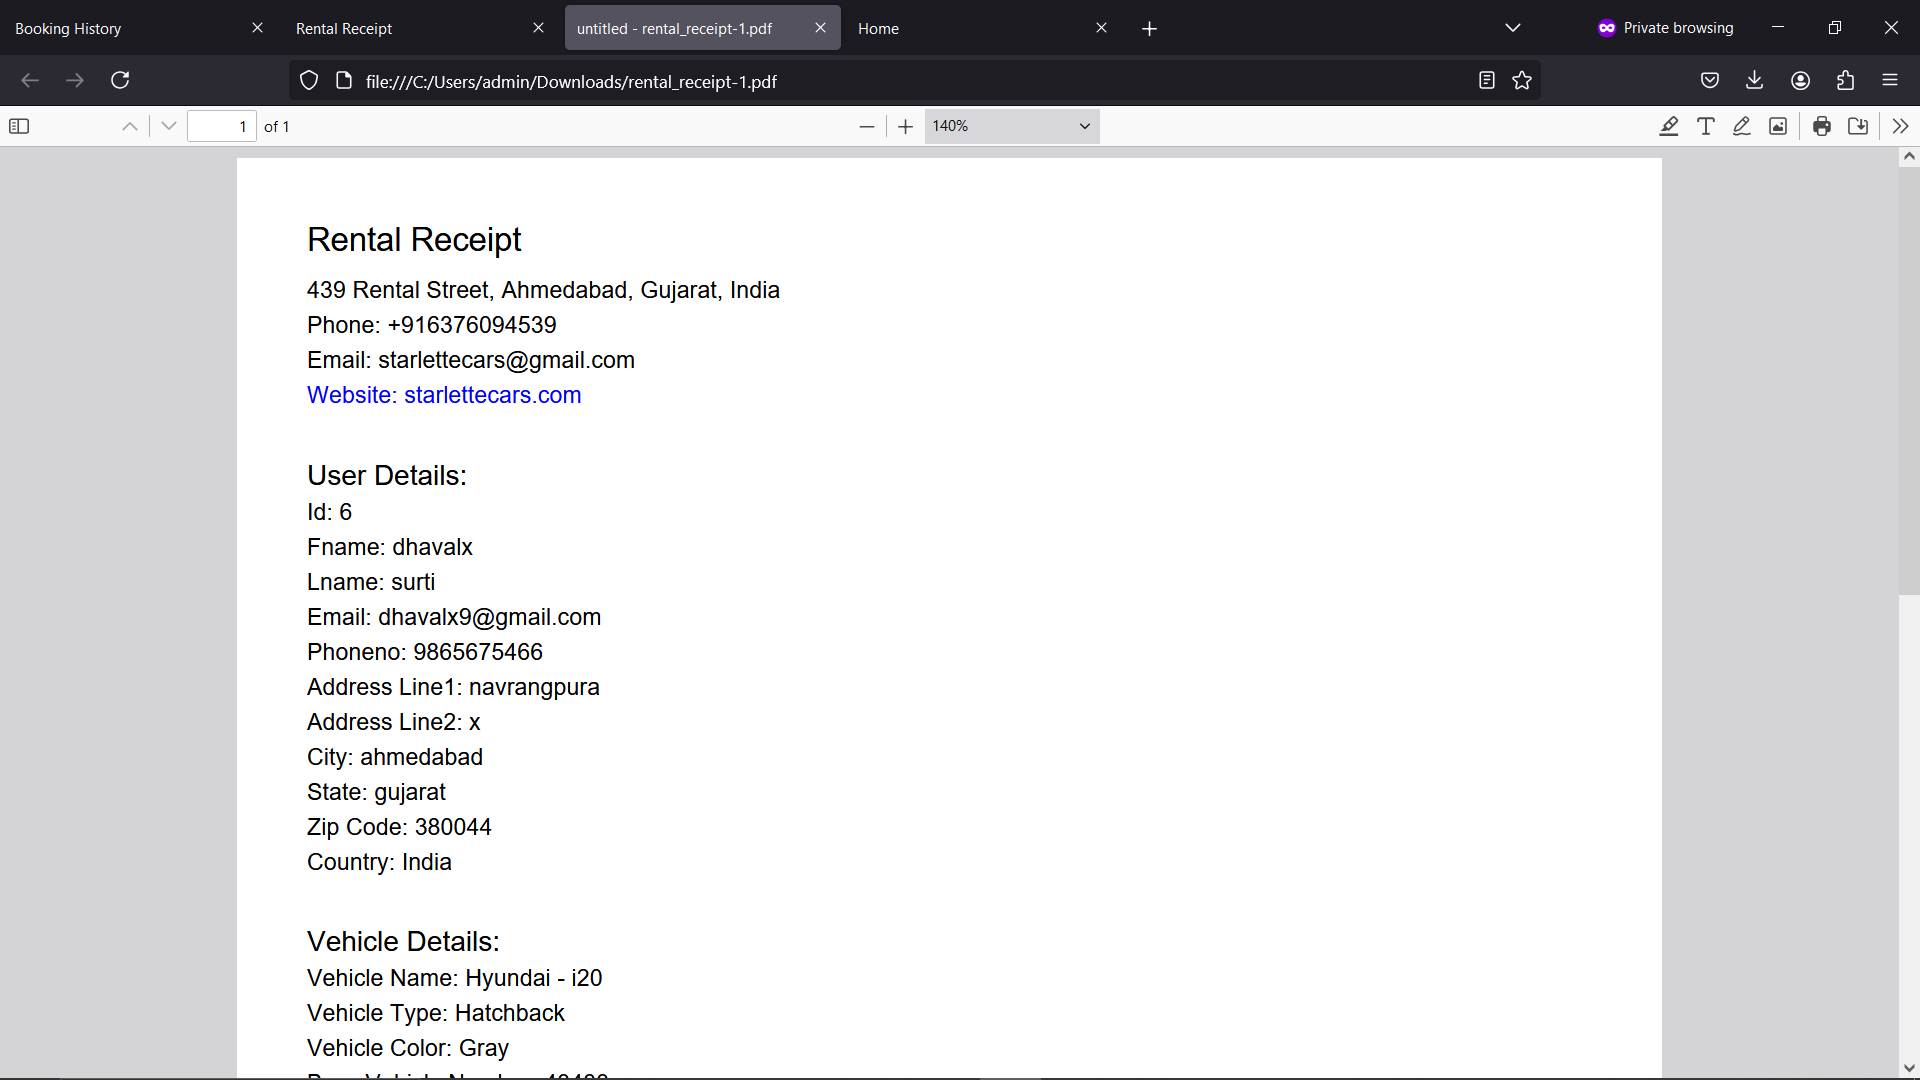 Booking History
Rental Receipt
untitled - rental_receipt-1.pdf
Home
Private browsing
file:///C:/Users/admin/Downloads/rental_receipt-1.pdf
1 of 1
140%
Rental Receipt
439 Rental Street, Ahmedabad, Gujarat, India
Phone: +916376094539
Email: starlettecars@gmail.com
Website: starlettecars.com
User Details:
Id: 6
Fname: dhavalx
Lname: surti
Email: dhavalx9@gmail.com
Phoneno: 9865675466
Address Line1: navrangpura
Address Line2: x
City: ahmedabad
State: gujarat
Zip Code: 380044
Country: India
Vehicle Details:
Vehicle Name: Hyundai - i20
Vehicle Type: Hatchback
Vehicle Color: Gray